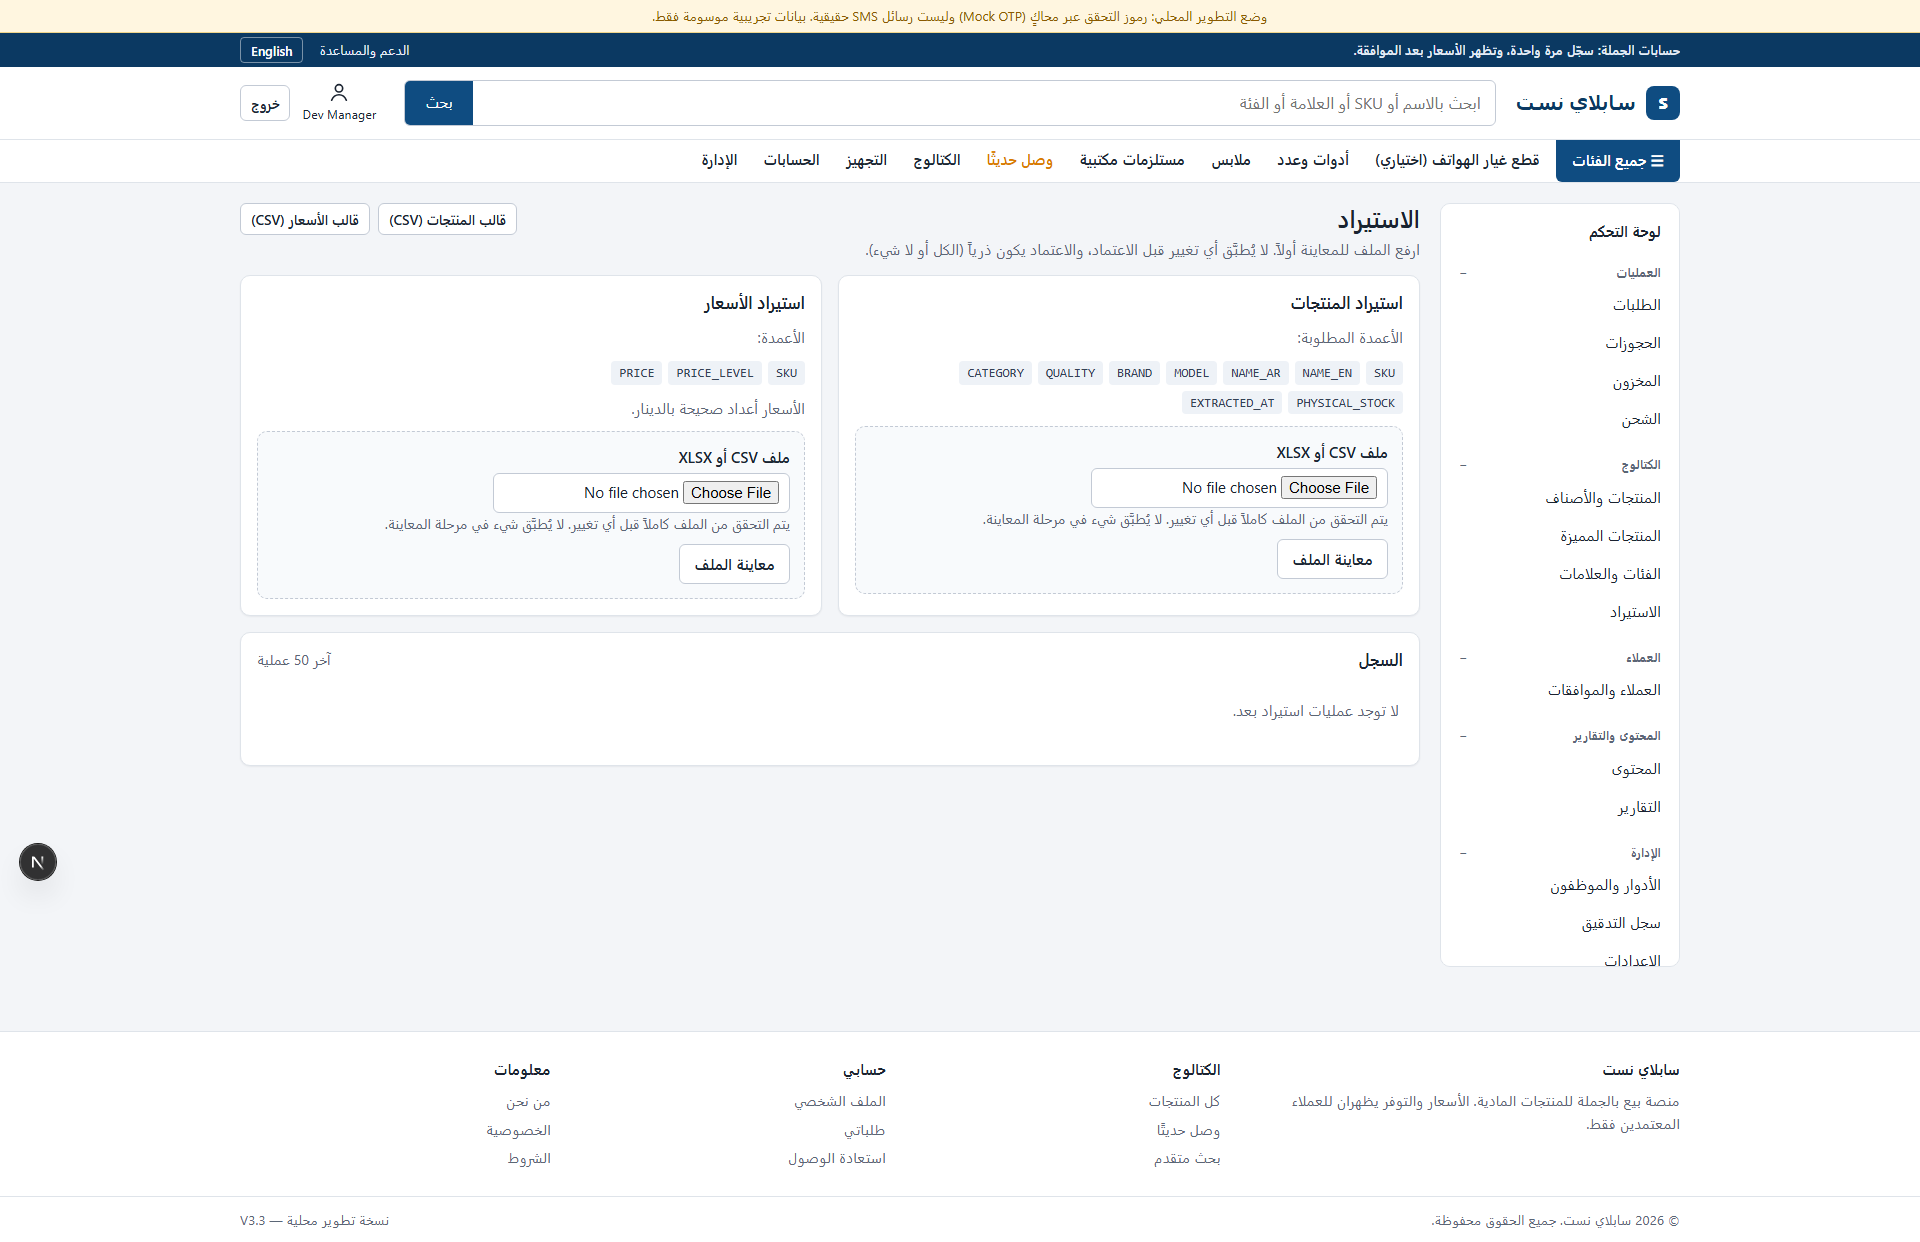 وضع التطوير المحلي: رموز التحقق عبر محاكٍ (Mock OTP) وليست رسائل SMS حقيقية. بيانات تجريبية موسومة فقط.
حسابات الجملة: سجّل مرة واحدة، وتظهر الأسعار بعد الموافقة.
الدعم والمساعدة
English
S
سابلاي نست
ابحث بالاسم أو SKU أو العلامة أو الفئة
بحث
Dev Manager
خروج
☰ جميع الفئات
قطع غيار الهواتف (اختياري)
أدوات وعدد
ملابس
مستلزمات مكتبية
وصل حديثًا
الكتالوج
التجهيز
الحسابات
الإدارة
لوحة التحكم
العمليات –
الطلبات
الحجوزات
المخزون
الشحن
الكتالوج –
المنتجات والأصناف
المنتجات المميزة
الفئات والعلامات
الاستيراد
العملاء –
العملاء والموافقات
المحتوى والتقارير –
المحتوى
التقارير
الإدارة –
الأدوار والموظفون
سجل التدقيق
الإعدادات
الاستيراد
ارفع الملف للمعاينة أولاً. لا يُطبَّق أي تغيير قبل الاعتماد، والاعتماد يكون ذرياً (الكل أو لا شيء).
قالب المنتجات (CSV)
قالب الأسعار (CSV)
استيراد المنتجات
الأعمدة المطلوبة:
SKU NAME_EN NAME_AR MODEL BRAND QUALITY CATEGORY
PHYSICAL_STOCK EXTRACTED_AT
ملف CSV أو XLSX
Choose File No file chosen
يتم التحقق من الملف كاملاً قبل أي تغيير. لا يُطبَّق شيء في مرحلة المعاينة.
معاينة الملف
استيراد الأسعار
الأعمدة:
SKU PRICE_LEVEL PRICE
الأسعار أعداد صحيحة بالدينار.
ملف CSV أو XLSX
Choose File No file chosen
يتم التحقق من الملف كاملاً قبل أي تغيير. لا يُطبَّق شيء في مرحلة المعاينة.
معاينة الملف
السجل
آخر 50 عملية
لا توجد عمليات استيراد بعد.
N
سابلاي نست
منصة بيع بالجملة للمنتجات المادية. الأسعار والتوفر يظهران للعملاء
المعتمدين فقط.
الكتالوج
كل المنتجات
وصل حديثًا
بحث متقدم
حسابي
الملف الشخصي
طلباتي
استعادة الوصول
معلومات
من نحن
الخصوصية
الشروط
© 2026 سابلاي نست. جميع الحقوق محفوظة.
نسخة تطوير محلية — V3.3